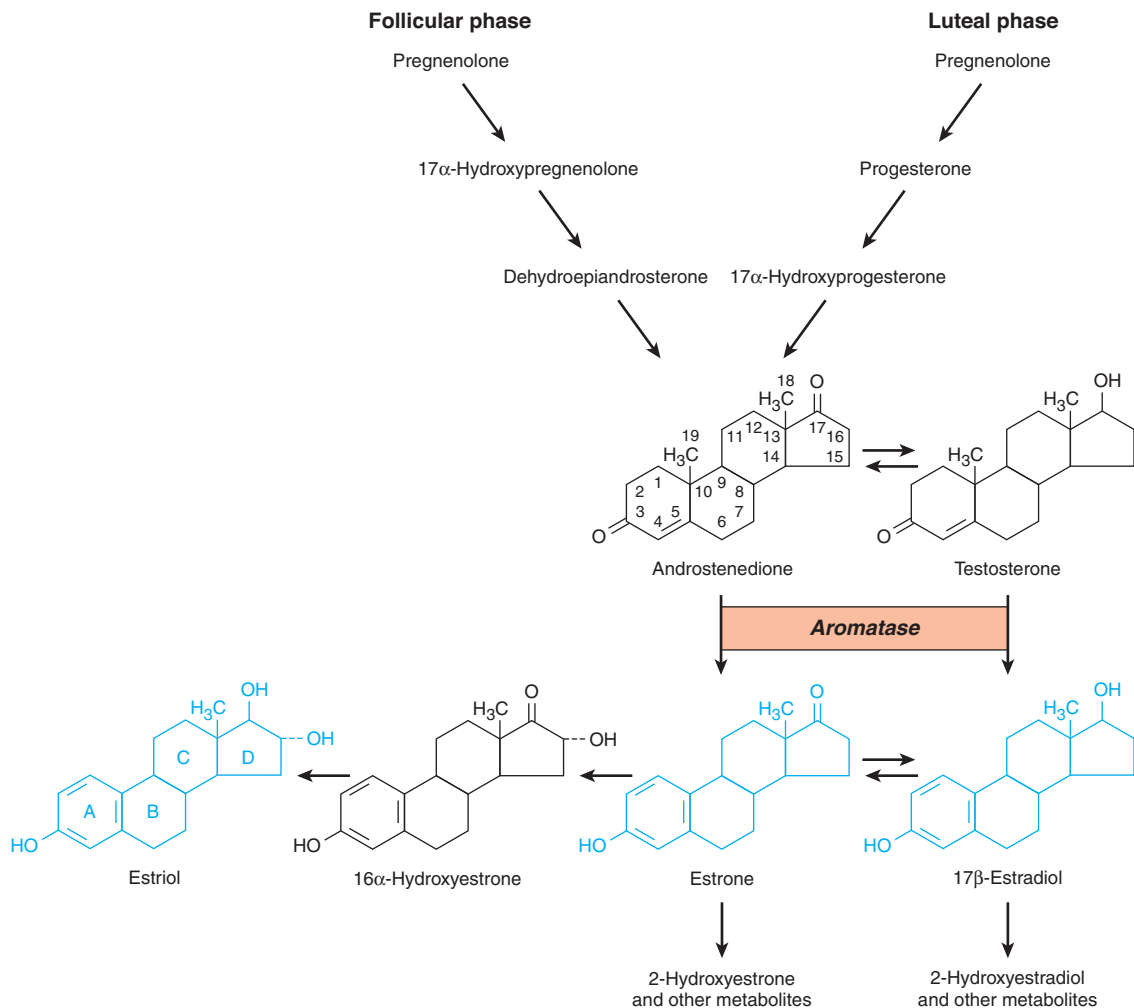 Follicular phase
Luteal phase
Pregnenolone
Pregnenolone
17α-Hydroxypregnenolone
Progesterone
Dehydroepiandrosterone
17α-Hydroxyprogesterone
18
O
H3C
12
17
11
13
16
19
H3C
14
15
1
9
2
10
8
3
5
7
4
6
O
Androstenedione
OH
H3C
H3C
O
Testosterone
Aromatase
OH
H3C
OH
C
D
A
B
HO
Estriol
O
H3C
OH
HO
16α-Hydroxyestrone
O
H3C
HO
Estrone
OH
H3C
HO
17β-Estradiol
2-Hydroxyestrone
and other metabolites
2-Hydroxyestradiol
and other metabolites